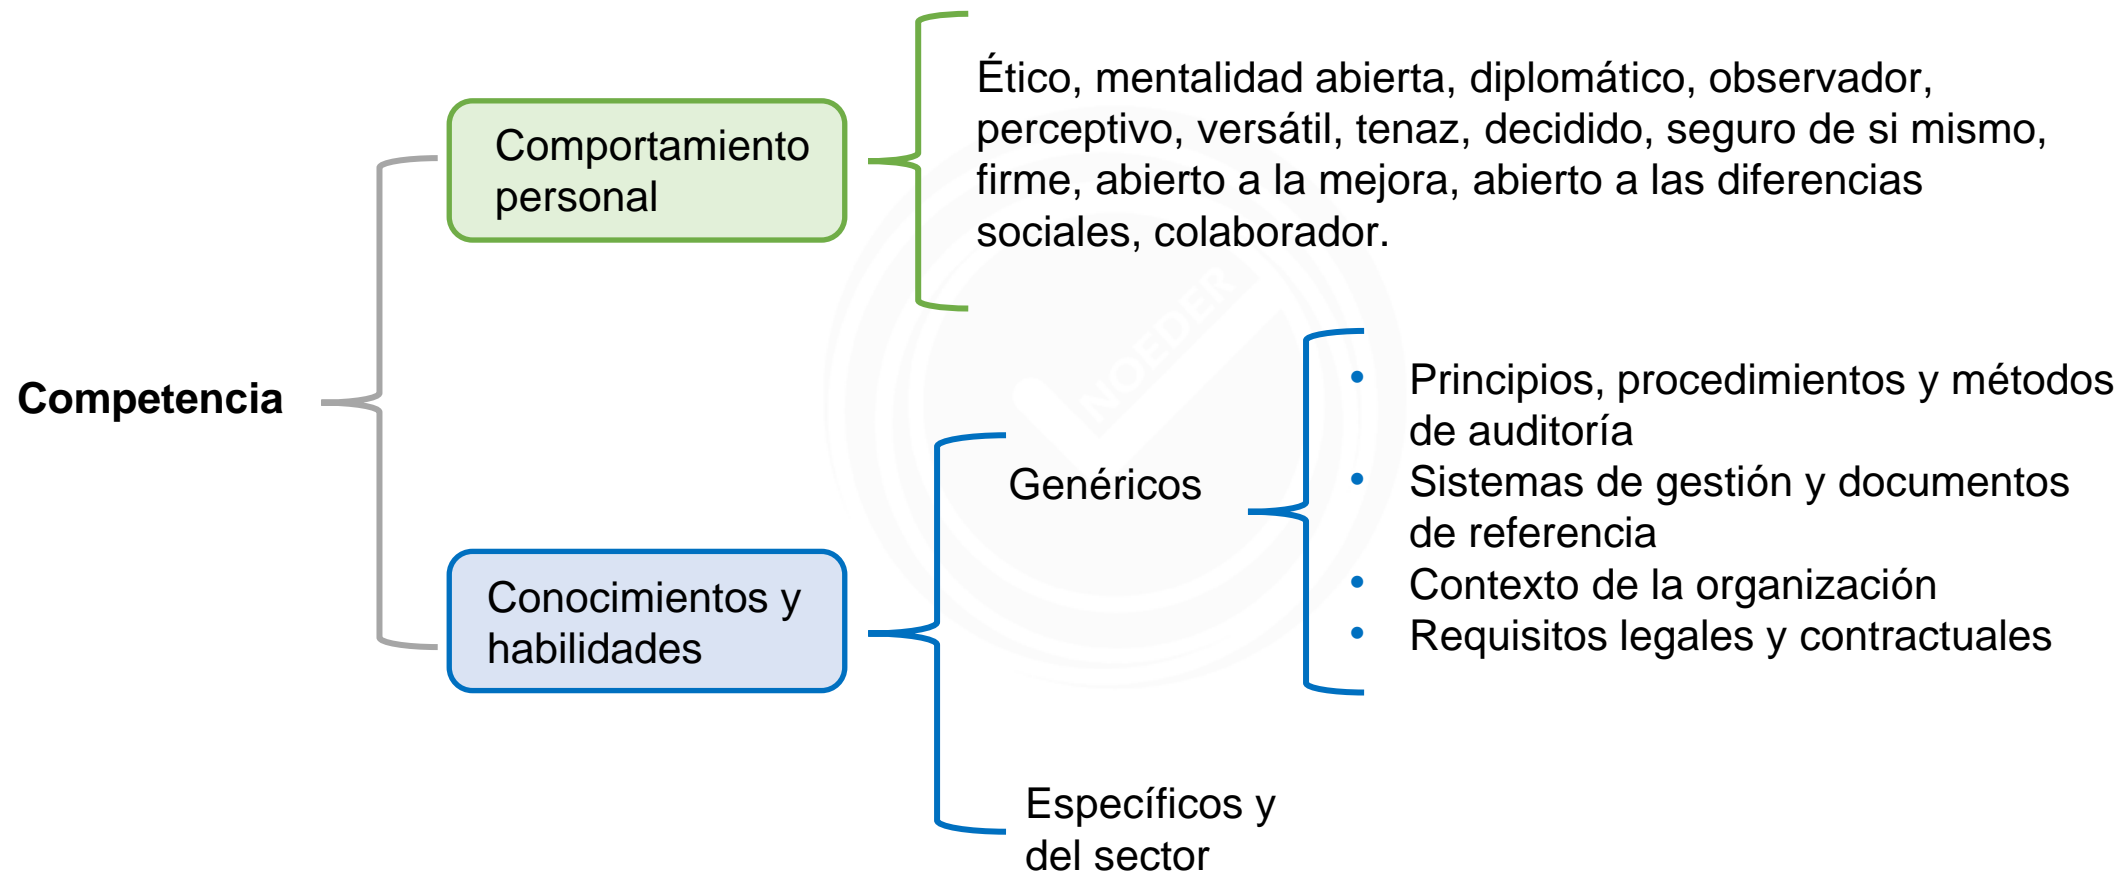 Competencia
Comportamiento
personal
Ético, mentalidad abierta, diplomático, observador,
perceptivo, versátil, tenaz, decidido, seguro de si mismo,
firme, abierto a la mejora, abierto a las diferencias
sociales, colaborador.
Conocimientos y
habilidades
Genéricos
• Principios, procedimientos y métodos
de auditoría
• Sistemas de gestión y documentos
de referencia
• Contexto de la organización
• Requisitos legales y contractuales
Específicos y
del sector
NOEDER